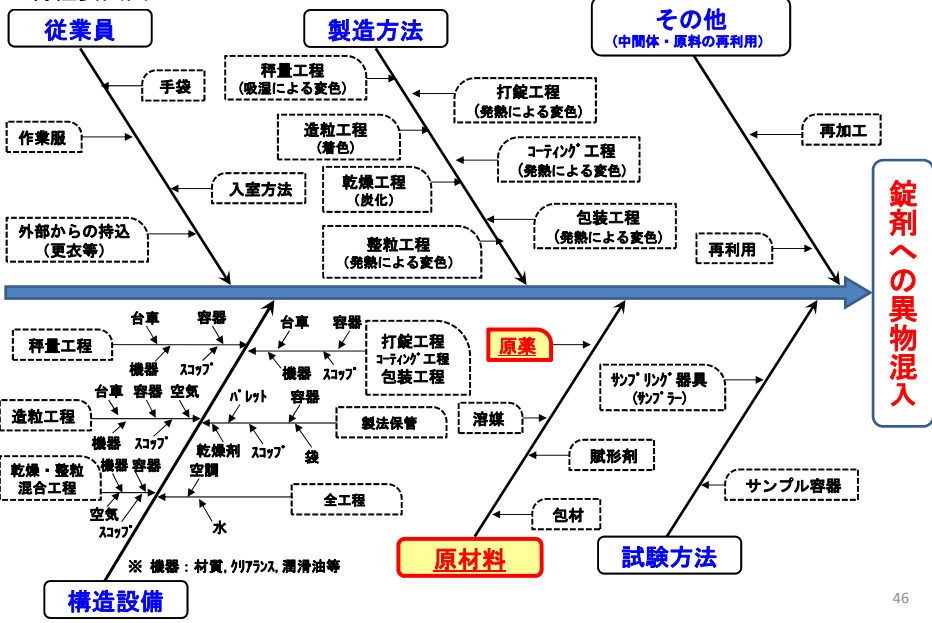 従業員
製造方法
その他
(中間体・原料の再利用)
手袋
作業服
入室方法
外部からの持込
(更衣等)
秤量工程
(吸湿による変色)
打錠工程
(発熱による変色)
造粒工程
(着色)
コーティング工程
(発熱による変色)
乾燥工程
(炭化)
包装工程
(発熱による変色)
整粒工程
(発熱による変色)
再加工
再利用
錠剤への異物混入
秤量工程
台車
容器
機器
スコップ
台車
容器
機器
スコップ
打錠工程
コーティング工程
包装工程
造粒工程
台車
容器
空気
機器
スコップ
パレット
容器
乾燥剤
スコップ
袋
製法保管
乾燥・整粒
混合工程
機器
容器
空気
スコップ
空調
水
全工程
原薬
溶媒
賦形剤
包材
サンプリング器具
(サンプラー)
サンプル容器
※ 機器：材質,クリアランス,潤滑油等
構造設備
原材料
試験方法
46